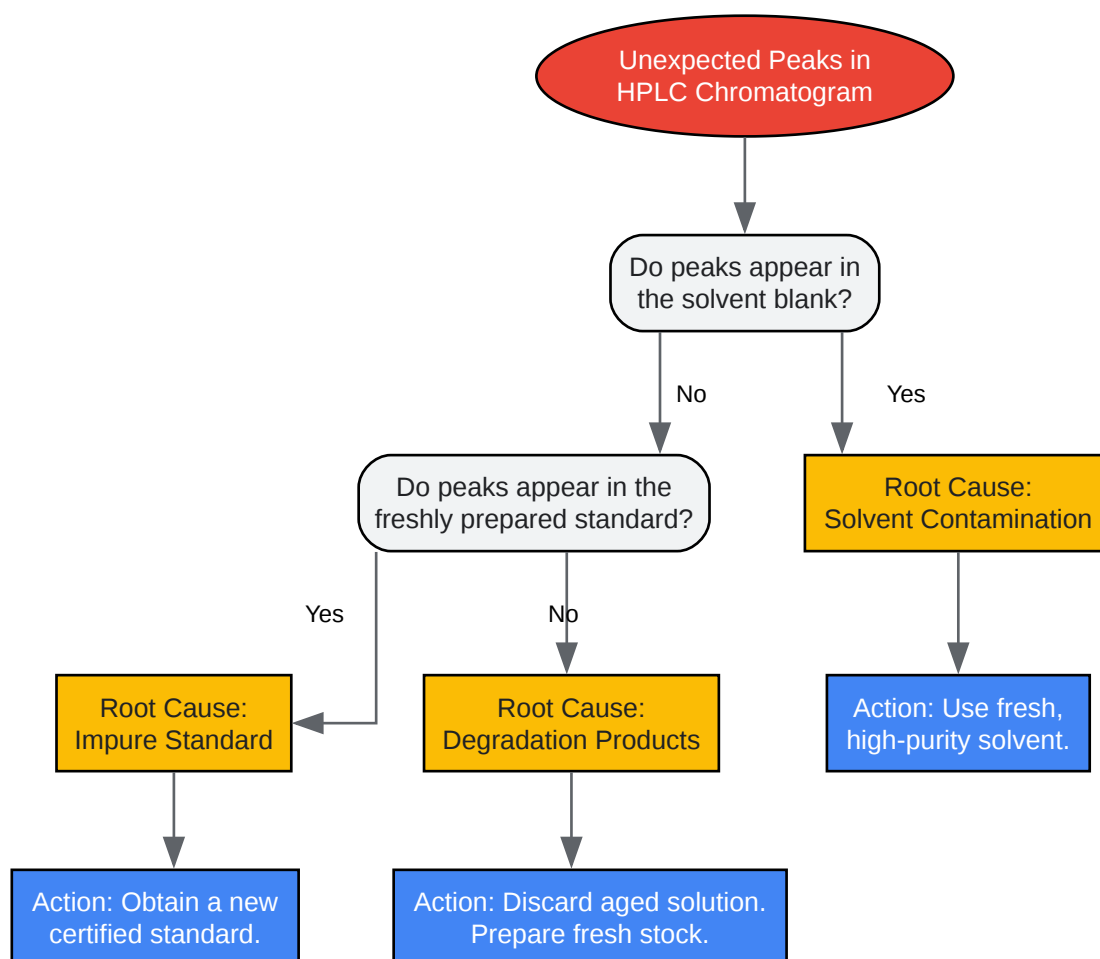 Unexpected Peaks in
HPLC Chromatogram
Do peaks appear in
the solvent blank?
No
Yes
Do peaks appear in the
freshly prepared standard?
Root Cause:
Solvent Contamination
Yes
No
Root Cause:
Impure Standard
Root Cause:
Degradation Products
Action: Use fresh,
high-purity solvent.
Action: Obtain a new
certified standard.
Action: Discard aged solution.
Prepare fresh stock.